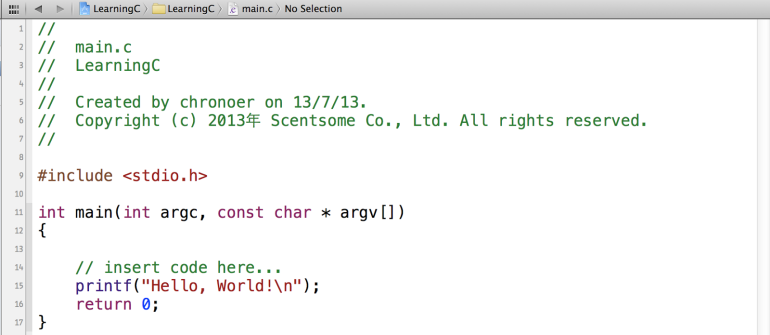 LearningC › LearningC › main.c › No Selection
1 //
2 //  main.c
3 //  LearningC
4 //
5 //  Created by chronoer on 13/7/13.
6 //  Copyright (c) 2013年 Scentsome Co., Ltd. All rights reserved.
7 //
8
9 #include <stdio.h>
10
11 int main(int argc, const char * argv[])
12 {
13
14     // insert code here...
15     printf("Hello, World!\n");
16     return 0;
17 }